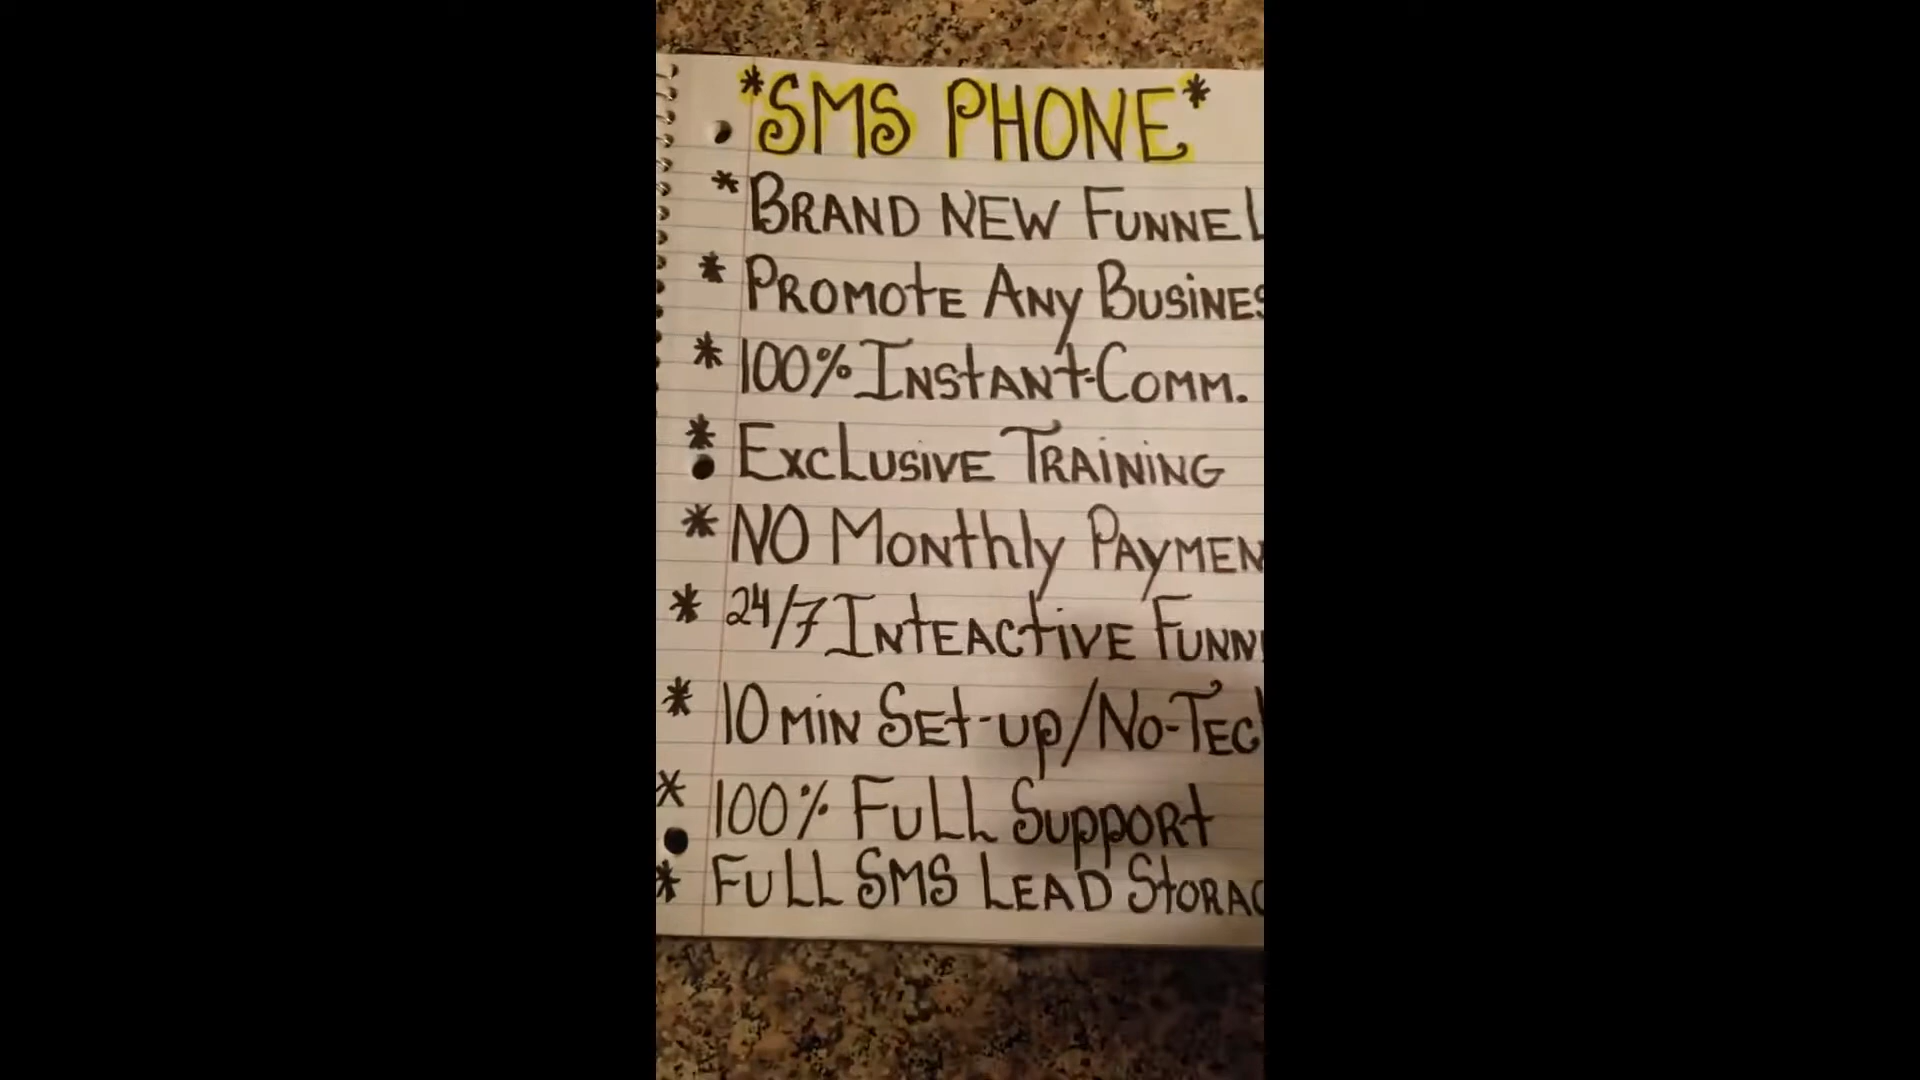 *SMS PHONE*
* BRAND NEW FUNNEL
* PROMOTE ANY BUSINES
* 100% INSTANT-COMM.
* EXCLUSIVE TRAINING
* NO MONTHLY PAYMEN
* 24/7 INTEACTIVE FUNN
* 10 MIN SET-UP/NO-TEC
* 100% FULL SUPPORT
* FULL SMS LEAD STORAG